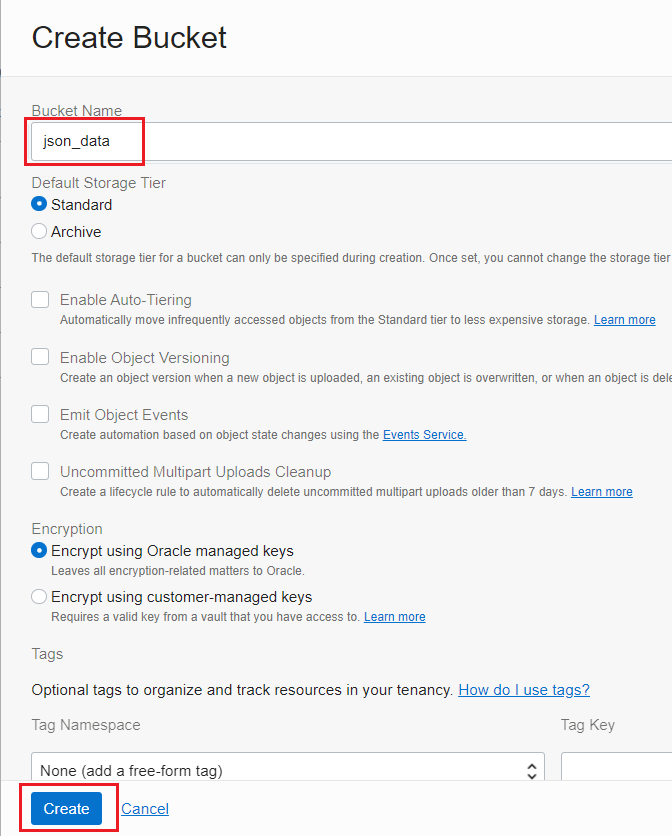 Create Bucket
Bucket Name
json_data
Default Storage Tier
Standard
Archive
The default storage tier for a bucket can only be specified during creation. Once set, you cannot change the storage tier
Enable Auto-Tiering
Automatically move infrequently accessed objects from the Standard tier to less expensive storage. Learn more
Enable Object Versioning
Create an object version when a new object is uploaded, an existing object is overwritten, or when an object is dele
Emit Object Events
Create automation based on object state changes using the Events Service.
Uncommitted Multipart Uploads Cleanup
Create a lifecycle rule to automatically delete uncommitted multipart uploads older than 7 days. Learn more
Encryption
Encrypt using Oracle managed keys
Leaves all encryption-related matters to Oracle.
Encrypt using customer-managed keys
Requires a valid key from a vault that you have access to. Learn more
Tags
Optional tags to organize and track resources in your tenancy. How do I use tags?
Tag Namespace Tag Key
None (add a free-form tag)
Create Cancel